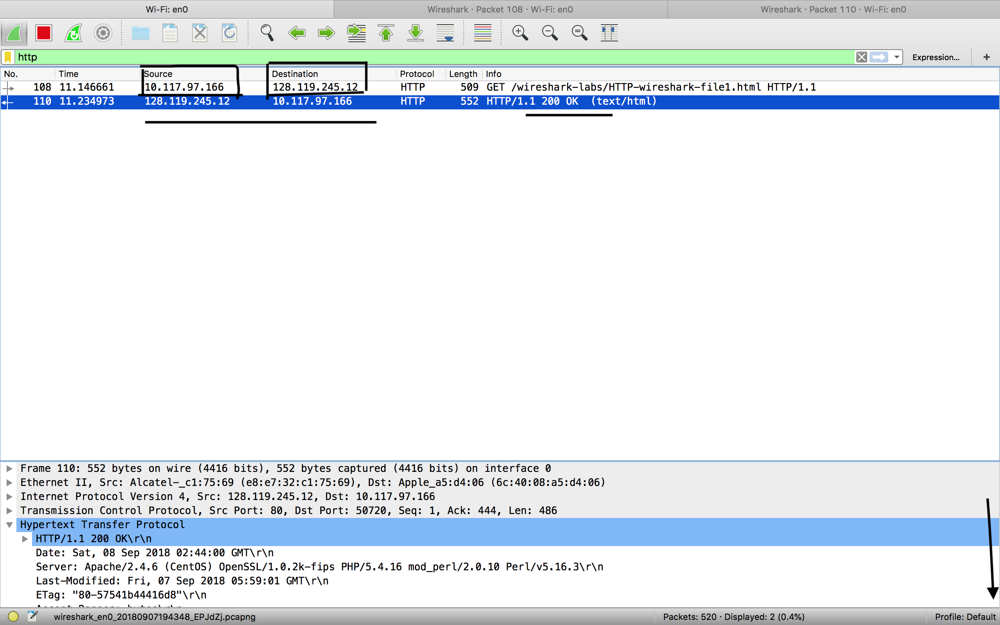 Wi-Fi: en0 Wireshark · Packet 108 · Wi-Fi: en0 Wireshark · Packet 110 · Wi-Fi: en0
http Expression... +
No. Time Source Destination Protocol Length Info
108 11.146661 10.117.97.166 128.119.245.12 HTTP 509 GET /wireshark-labs/HTTP-wireshark-file1.html HTTP/1.1
110 11.234973 128.119.245.12 10.117.97.166 HTTP 552 HTTP/1.1 200 OK (text/html)
Frame 110: 552 bytes on wire (4416 bits), 552 bytes captured (4416 bits) on interface 0
Ethernet II, Src: Alcatel-_c1:75:69 (e8:e7:32:c1:75:69), Dst: Apple_a5:d4:06 (6c:40:08:a5:d4:06)
Internet Protocol Version 4, Src: 128.119.245.12, Dst: 10.117.97.166
Transmission Control Protocol, Src Port: 80, Dst Port: 50720, Seq: 1, Ack: 444, Len: 486
Hypertext Transfer Protocol
HTTP/1.1 200 OK\r\n
Date: Sat, 08 Sep 2018 02:44:00 GMT\r\n
Server: Apache/2.4.6 (CentOS) OpenSSL/1.0.2k-fips PHP/5.4.16 mod_perl/2.0.10 Perl/v5.16.3\r\n
Last-Modified: Fri, 07 Sep 2018 05:59:01 GMT\r\n
ETag: "80-57541b44416d8"\r\n
wireshark_en0_20180907194348_EPJdZj.pcapng Packets: 520 · Displayed: 2 (0.4%) Profile: Default